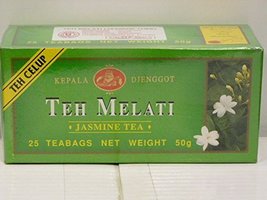 TEH CELUP
KEPALA DJENGGOT
TEH MELATI
JASMINE TEA
25 TEABAGS NET WEIGHT 50g